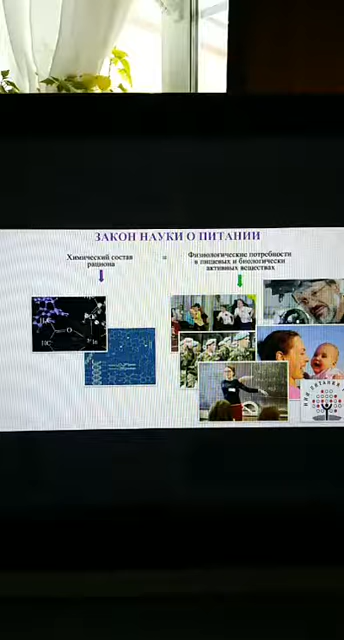 ЗАКОН НАУКИ О ПИТАНИИ
Химический состав
рациона
=
Физиологические потребности
в пищевых и биологически
активных веществах